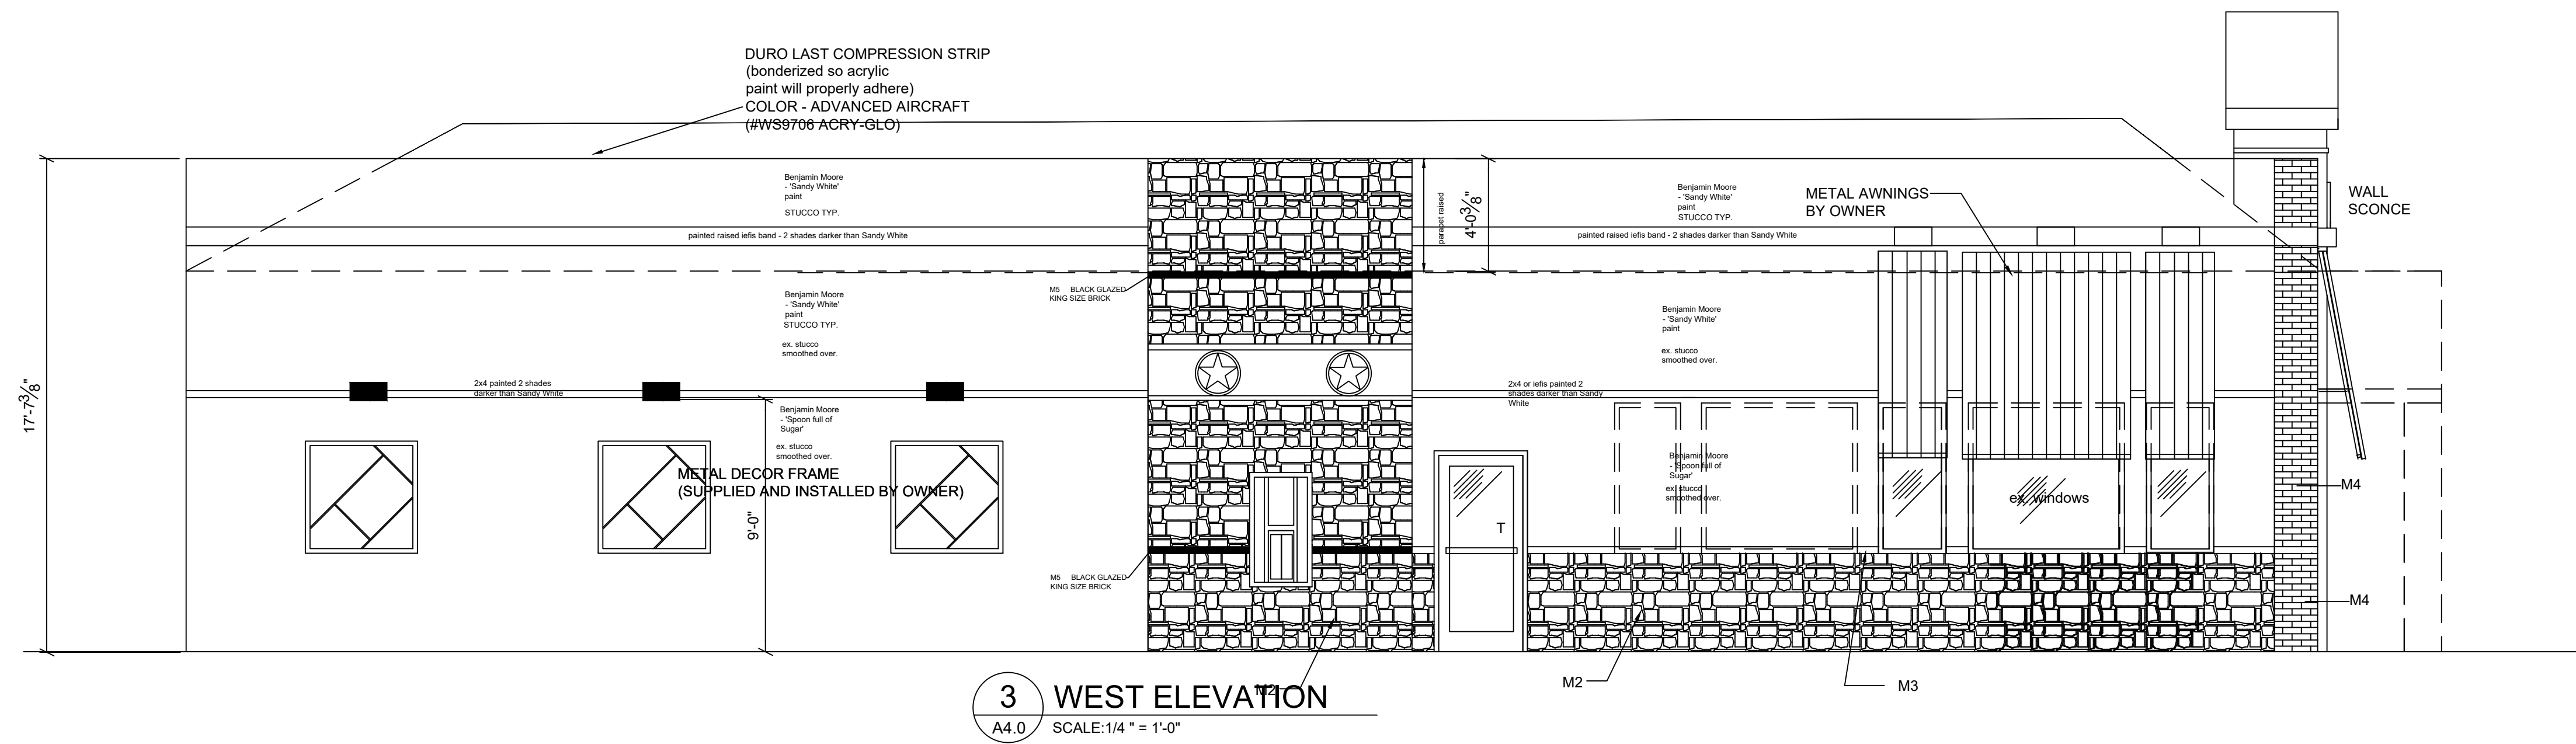 DURO LAST COMPRESSION STRIP
(bonderized so acrylic
paint will properly adhere)
COLOR - ADVANCED AIRCRAFT
(#WS9706 ACRY-GLO)
Benjamin Moore
- 'Sandy White'
paint
STUCCO TYP.
painted raised iefis band - 2 shades darker than Sandy White
parapet raised
4'-0 3/8"
Benjamin Moore
- 'Sandy White'
paint
STUCCO TYP.
painted raised iefis band - 2 shades darker than Sandy White
METAL AWNINGS
BY OWNER
WALL
SCONCE
17'-7 3/8"
Benjamin Moore
- 'Sandy White'
paint
STUCCO TYP.
ex. stucco
smoothed over.
M5 BLACK GLAZED
KING SIZE BRICK
Benjamin Moore
- 'Sandy White'
paint
ex. stucco
smoothed over.
2x4 painted 2 shades
darker than Sandy White
2x4 or iefis painted 2
shades darker than Sandy
White
Benjamin Moore
- 'Spoon full of
Sugar'
ex. stucco
smoothed over.
METAL DECOR FRAME
(SUPPLIED AND INSTALLED BY OWNER)
9'-0"
Benjamin Moore
- 'Spoon full of
Sugar'
ex. stucco
smoothed over.
T
ex. windows
M4
M5 BLACK GLAZED
KING SIZE BRICK
M4
M2
M2
M3
3
A4.0
WEST ELEVATION
SCALE:1/4 " = 1'-0"